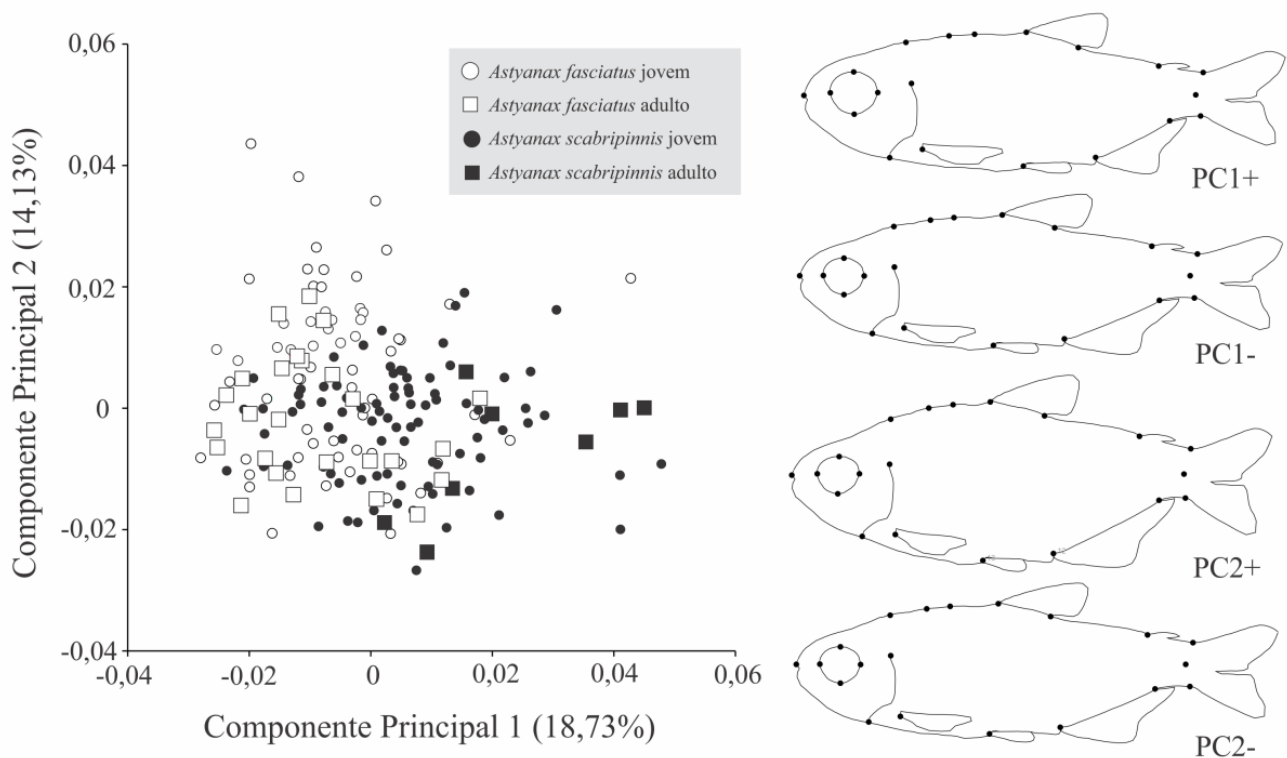 0,06
0,04
0,02
0
-0,02
-0,04
Componente Principal 2 (14,13%)
-0,04
-0,02
0
0,02
0,04
0,06
Componente Principal 1 (18,73%)
Astyanax fasciatus jovem
Astyanax fasciatus adulto
Astyanax scabripinnis jovem
Astyanax scabripinnis adulto
PC1+
PC1-
PC2+
PC2-